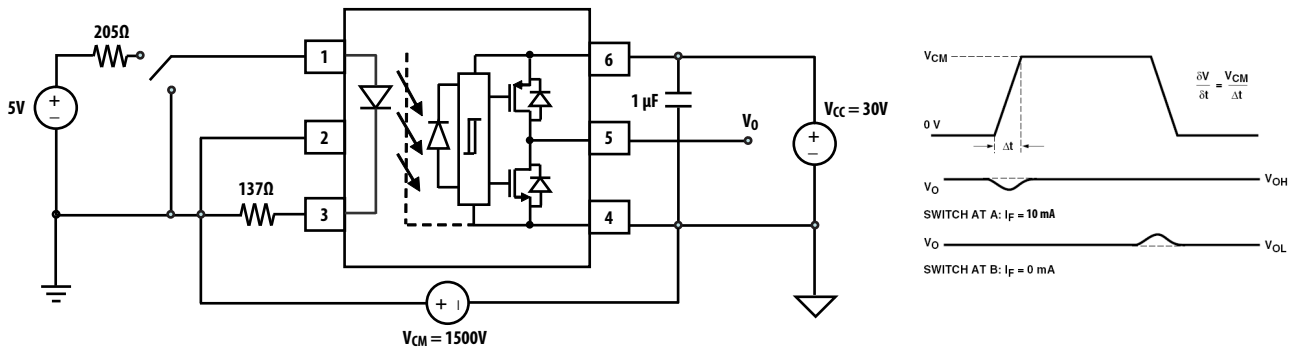 205Ω
5V
137Ω
1
2
3
6
5
4
1 µF
V_O
V_CC = 30V
V_CM = 1500V
V_CM
δV/δt = V_CM/Δt
0 V
Δt
V_O V_OH
SWITCH AT A: I_F = 10 mA
V_O V_OL
SWITCH AT B: I_F = 0 mA